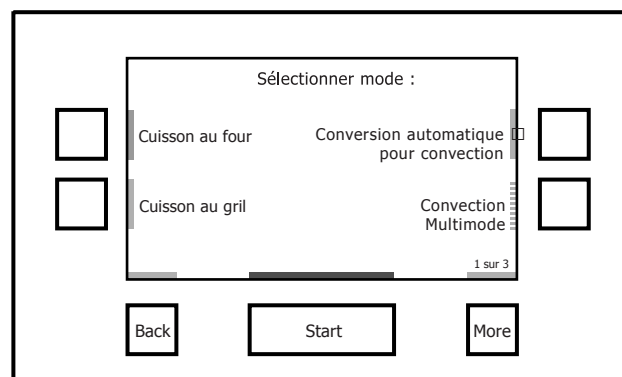 Sélectionner mode :
Cuisson au four
Conversion automatique
pour convection
Cuisson au gril
Convection
Multimode
1 sur 3
Back
Start
More